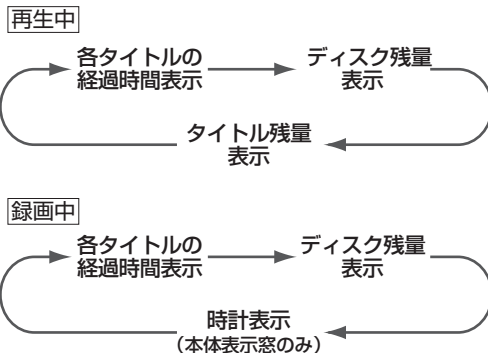 再生中
各タイトルの
経過時間表示
ディスク残量
表示
タイトル残量
表示
録画中
各タイトルの
経過時間表示
ディスク残量
表示
時計表示
（本体表示窓のみ）